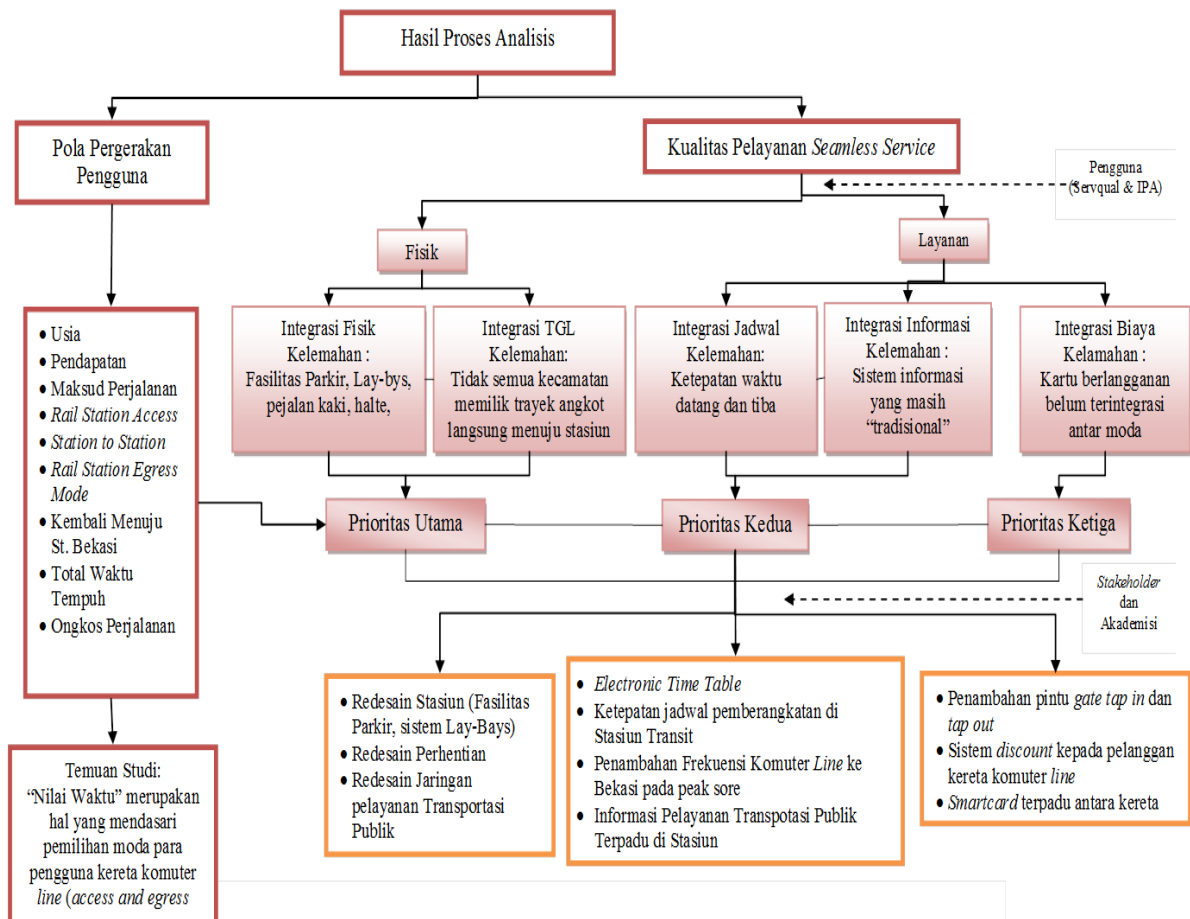 Hasil Proses Analisis
Pola Pergerakan
Pengguna
Kualitas Pelayanan Seamless Service
Pengguna
(Servqual & IPA)
Fisik
Layanan
• Usia
• Pendapatan
• Maksud Perjalanan
• Rail Station Access
• Station to Station
• Rail Station Egress
Mode
• Kembali Menuju
St. Bekasi
• Total Waktu
Tempuh
• Ongkos Perjalanan
Integrasi Fisik
Kelemahan :
Fasilitas Parkir, Lay-bys,
pejalan kaki, halte,
Integrasi TGL
Kelemahan:
Tidak semua kecamatan
memilik trayek angkot
langsung menuju stasiun
Integrasi Jadwal
Kelemahan:
Ketepatan waktu
datang dan tiba
Integrasi Informasi
Kelemahan :
Sistem informasi
yang masih
“tradisional”
Integrasi Biaya
Kelamahan :
Kartu berlangganan
belum terintegrasi
antar moda
Prioritas Utama
Prioritas Kedua
Prioritas Ketiga
Stakeholder
dan
Akademisi
• Redesain Stasiun (Fasilitas
Parkir, sistem Lay-Bays)
• Redesain Perhentian
• Redesain Jaringan
pelayanan Transportasi
Publik
• Electronic Time Table
• Ketepatan jadwal pemberangkatan di
Stasiun Transit
• Penambahan Frekuensi Komuter Line ke
Bekasi pada peak sore
• Informasi Pelayanan Transpotasi Publik
Terpadu di Stasiun
• Penambahan pintu gate tap in dan
tap out
• Sistem discount kepada pelanggan
kereta komuter line
• Smartcard terpadu antara kereta
Temuan Studi:
“Nilai Waktu” merupakan
hal yang mendasari
pemilihan moda para
pengguna kereta komuter
line (access and egress